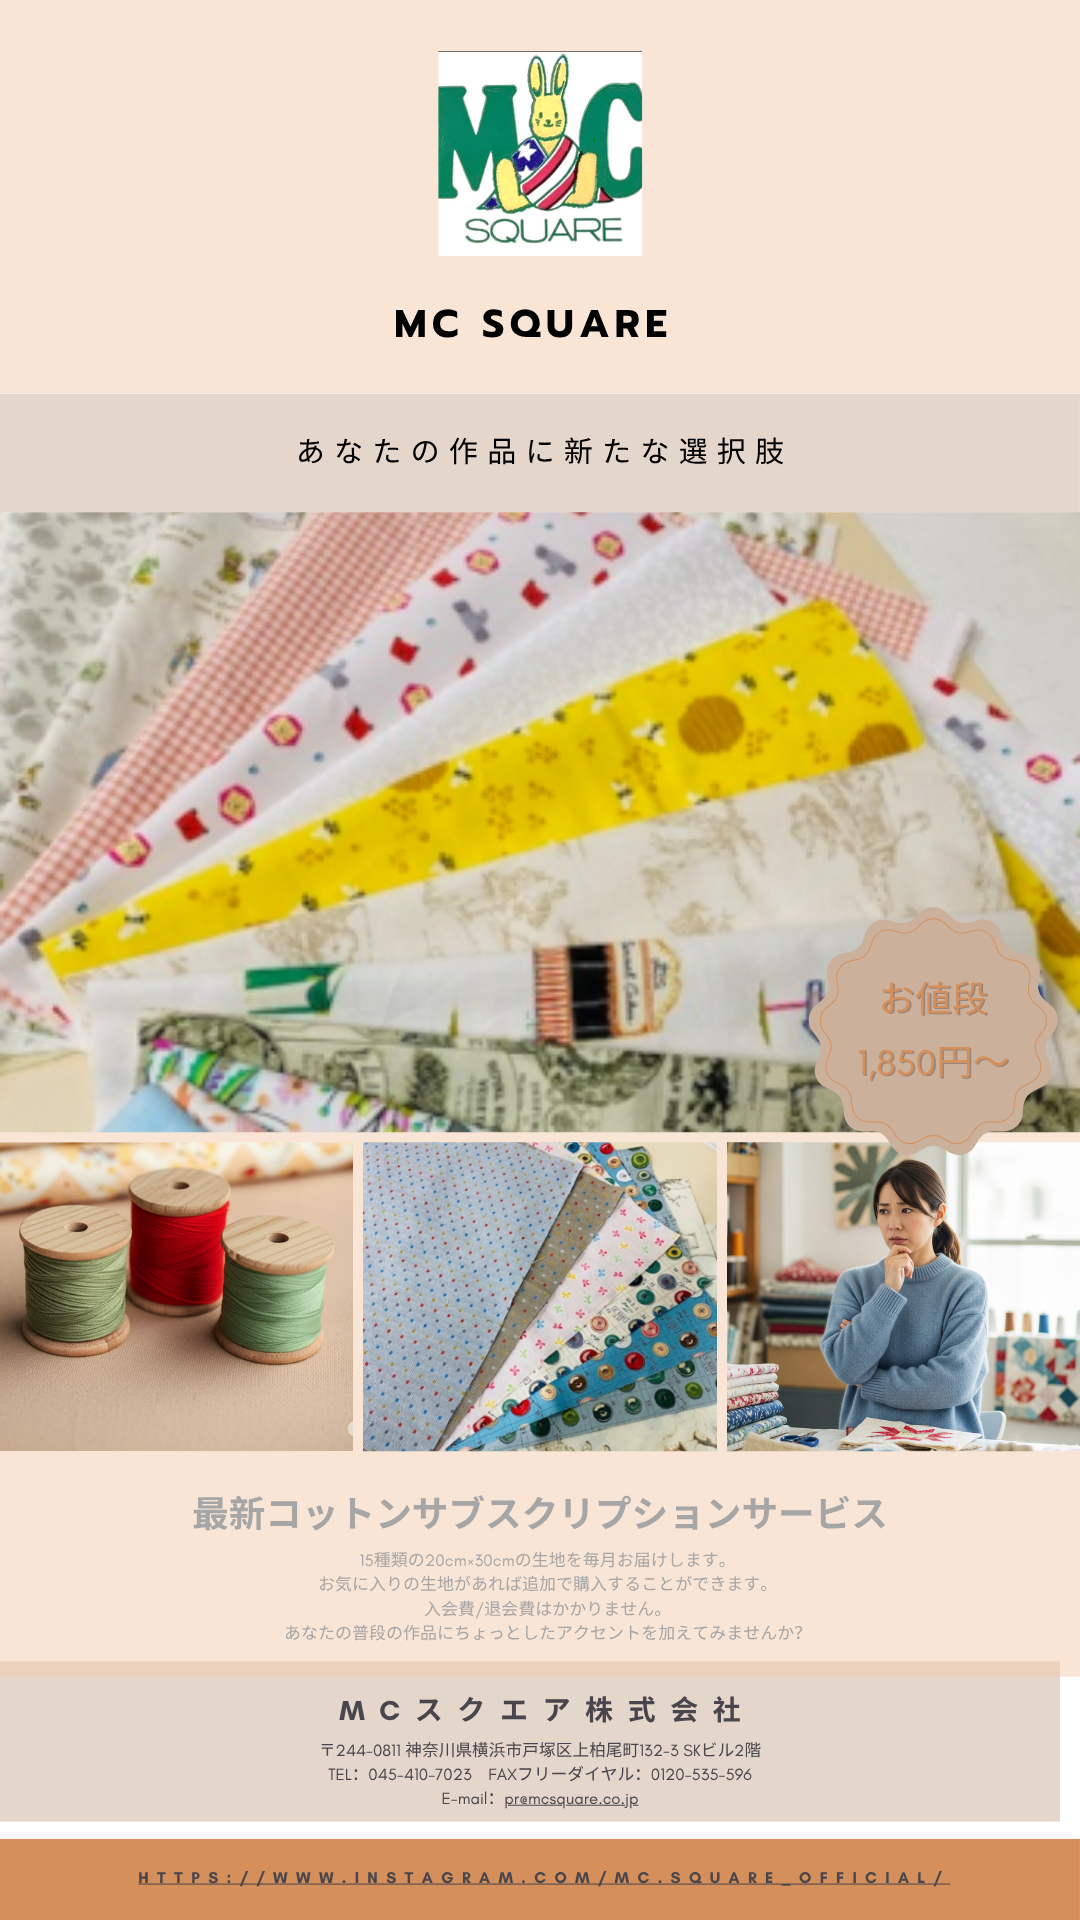 MC
SQUARE
MC SQUARE
あなたの作品に新たな選択肢
お値段
1,850円〜
最新コットンサブスクリプションサービス
15種類の20cm×30cmの生地を毎月お届けします。
お気に入りの生地があれば追加で購入することができます。
入会費/退会費はかかりません。
あなたの普段の作品にちょっとしたアクセントを加えてみませんか?
MCスクエア株式会社
〒244-0811 神奈川県横浜市戸塚区上柏尾町132-3 SKビル2階
TEL：045-410-7023　FAXフリーダイヤル：0120-535-596
E-mail：pr@mcsquare.co.jp
HTTPS://WWW.INSTAGRAM.COM/MC.SQUARE_OFFICIAL/